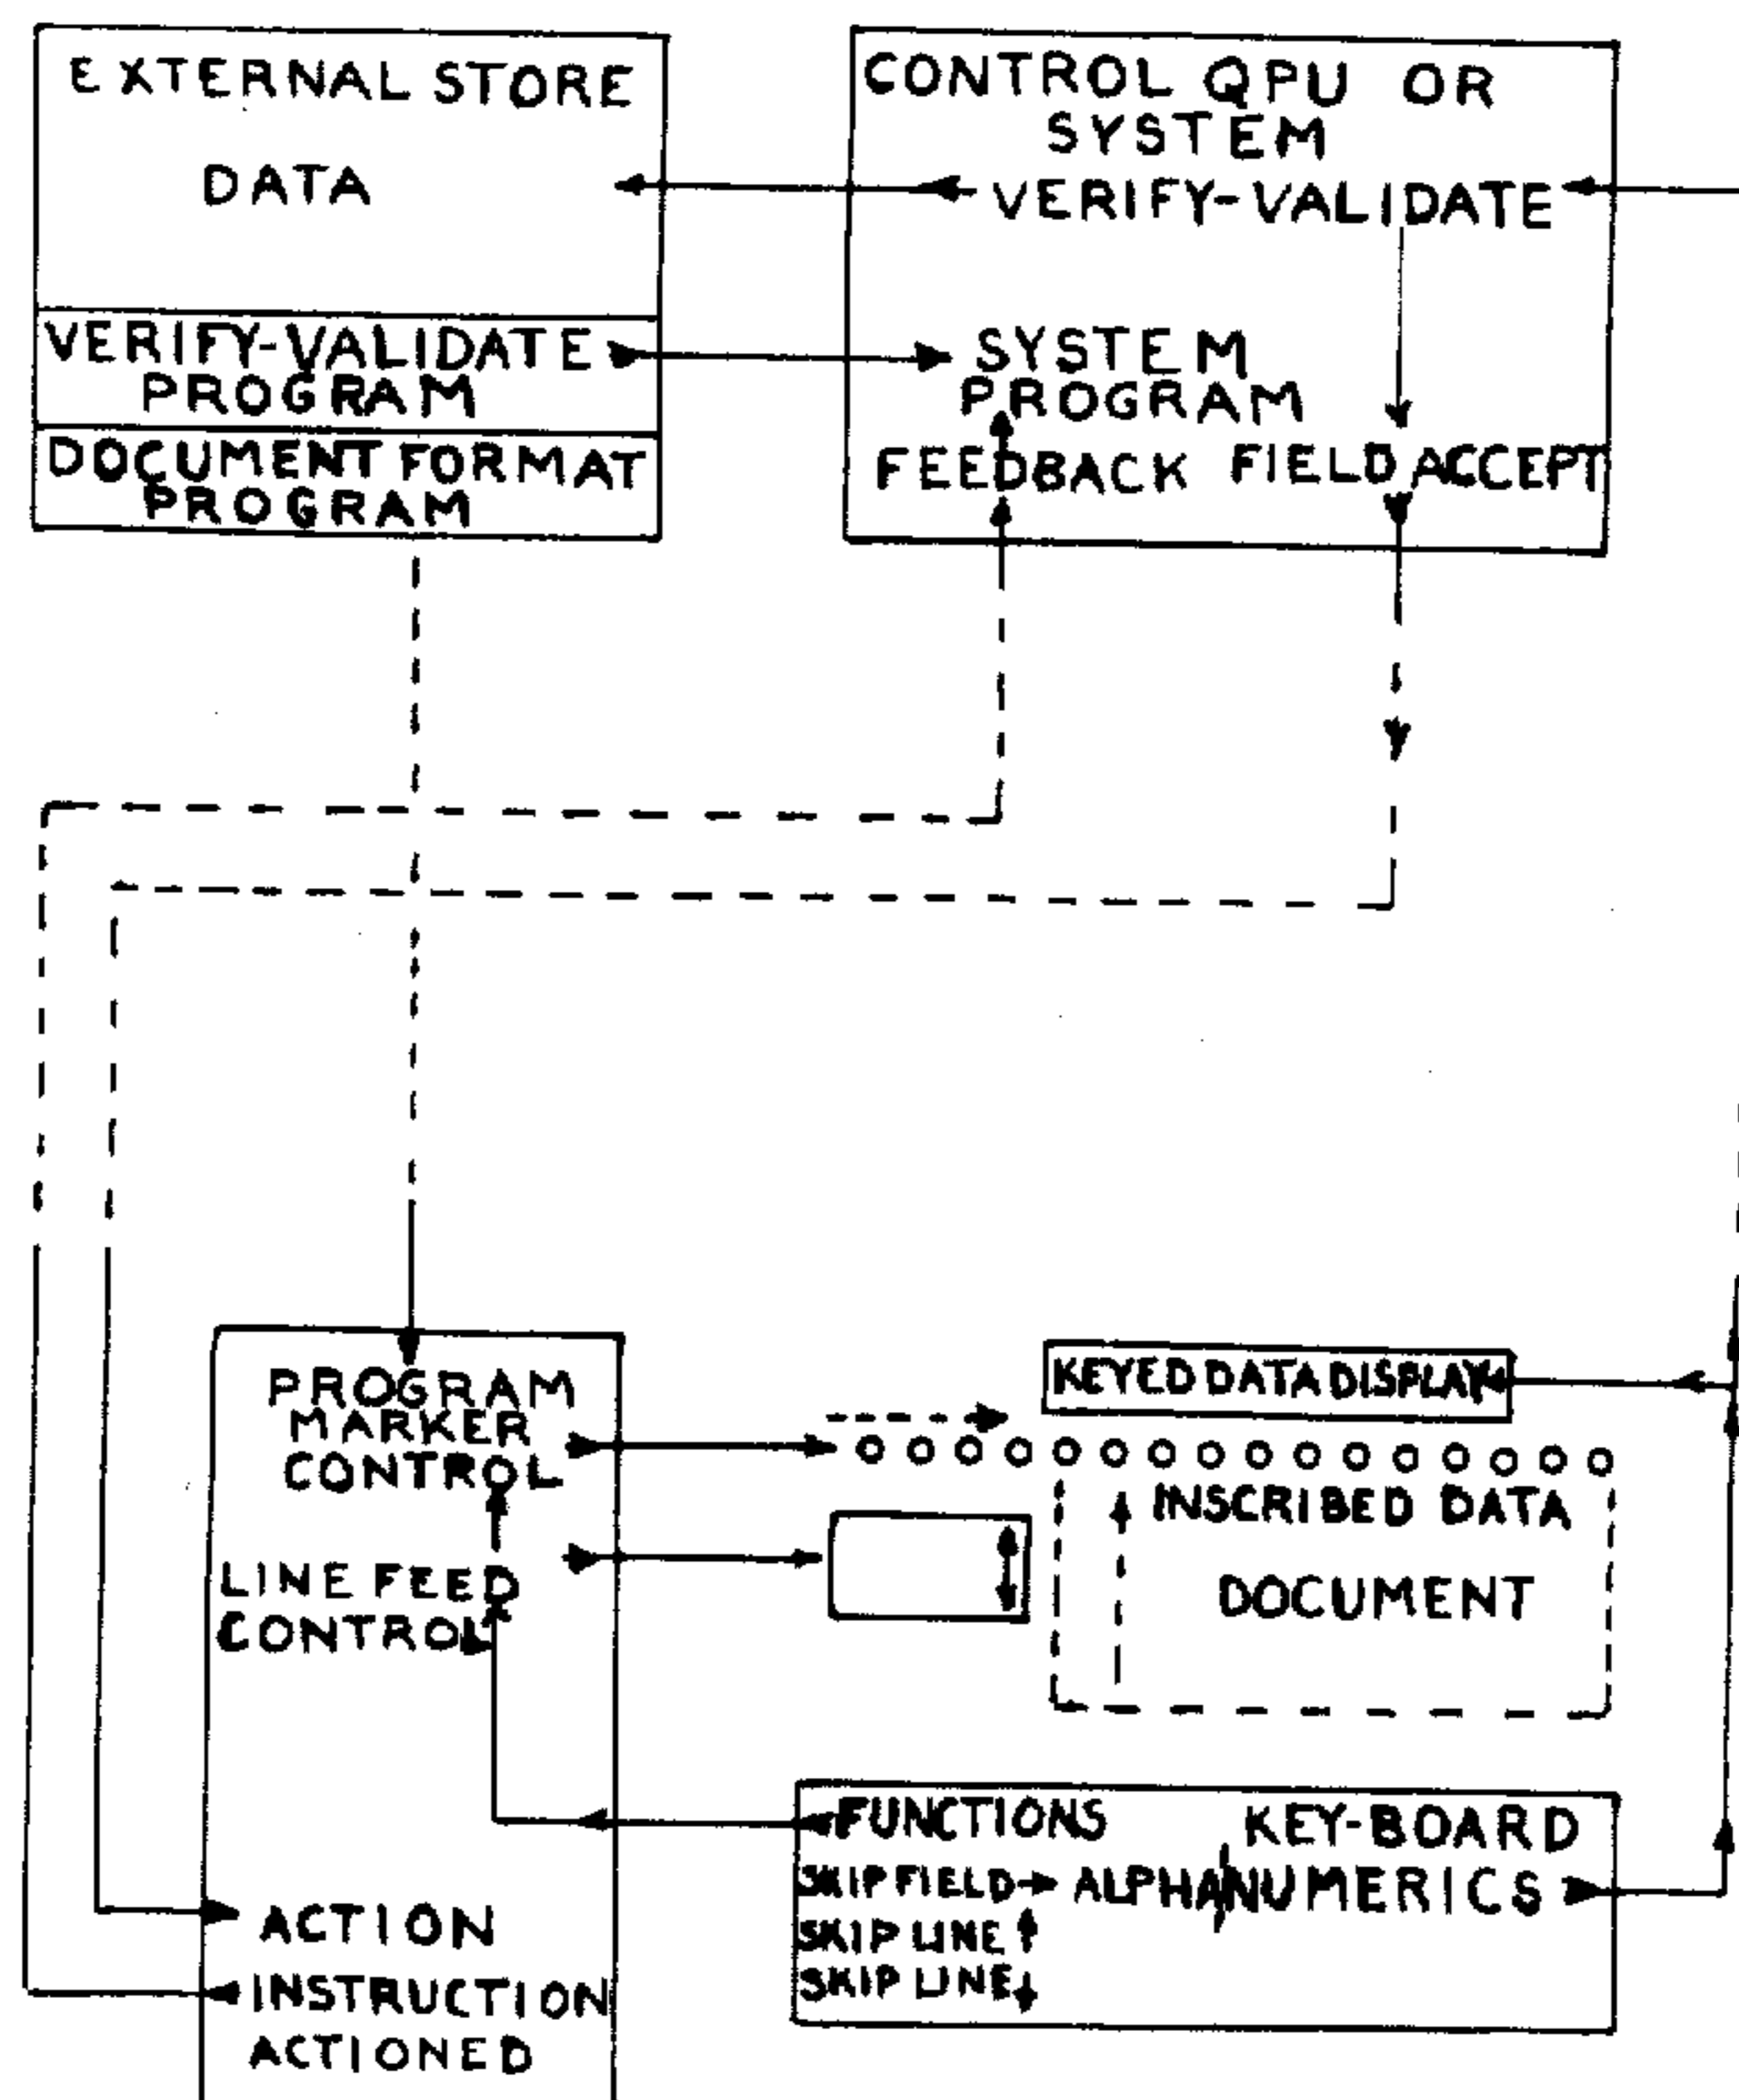 EXTERNAL STORE
DATA
VERIFY-VALIDATE
PROGRAM
DOCUMENT FORMAT
PROGRAM
CONTROL QPU OR
SYSTEM
VERIFY-VALIDATE
SYSTEM
PROGRAM
FEEDBACK
FIELD ACCEPT
PROGRAM
MARKER
CONTROL
LINE FEED
CONTROL
ACTION
INSTRUCTION
ACTIONED
KEYED DATA DISPLAY
INSCRIBED DATA
DOCUMENT
FUNCTIONS
KEY-BOARD
SKIP FIELD → ALPHA/NUMERICS
SKIP LINE ↑
SKIP LINE ↓